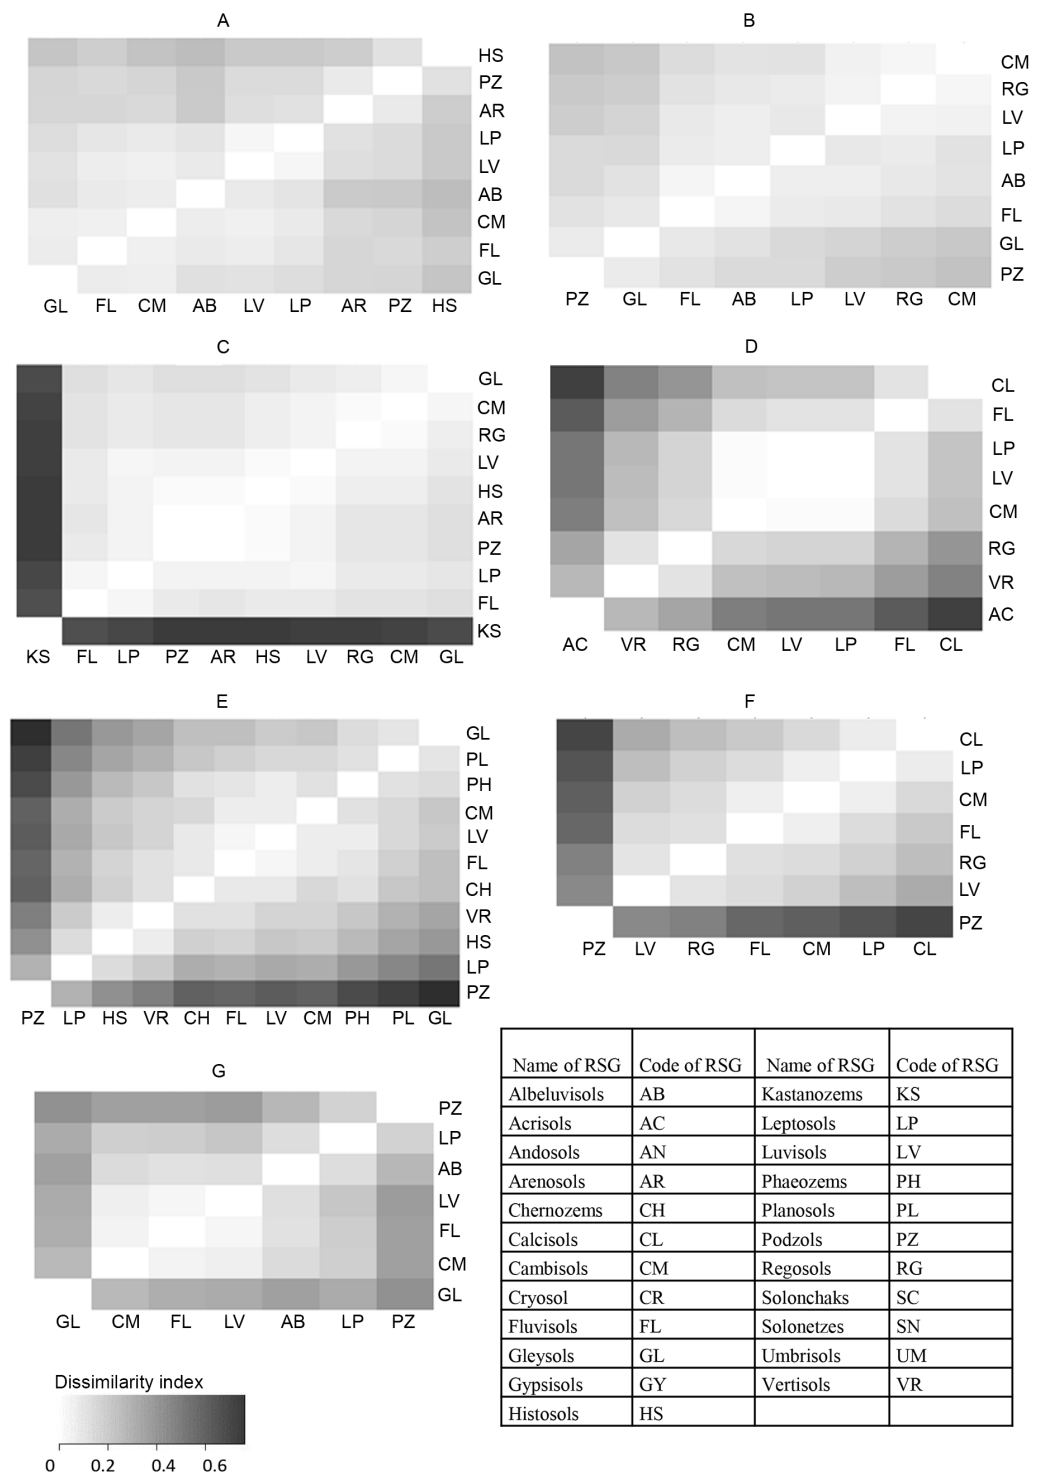 A
HS
PZ
AR
LP
LV
AB
CM
FL
GL
GL FL CM AB LV LP AR PZ HS
B
CM
RG
LV
LP
AB
FL
GL
PZ
PZ GL FL AB LP LV RG CM
C
GL
CM
RG
LV
HS
AR
PZ
LP
FL
KS
KS FL LP PZ AR HS LV RG CM GL
D
CL
FL
LP
LV
CM
RG
VR
AC
AC VR RG CM LV LP FL CL
E
GL
PL
PH
CM
LV
FL
CH
VR
HS
LP
PZ
PZ LP HS VR CH FL LV CM PH PL GL
F
CL
LP
CM
FL
RG
LV
PZ
PZ LV RG FL CM LP CL
G
PZ
LP
AB
LV
FL
CM
GL
GL CM FL LV AB LP PZ
Dissimilarity index
0 0.2 0.4 0.6
Name of RSG Code of RSG Name of RSG Code of RSG
Albeluvisols AB Kastanozems KS
Acrisols AC Leptosols LP
Andosols AN Luvisols LV
Arenosols AR Phaeozems PH
Chernozems CH Planosols PL
Calcisols CL Podzols PZ
Cambisols CM Regosols RG
Cryosol CR Solonchaks SC
Fluvisols FL Solonetzes SN
Gleysols GL Umbrisols UM
Gypsisols GY Vertisols VR
Histosols HS